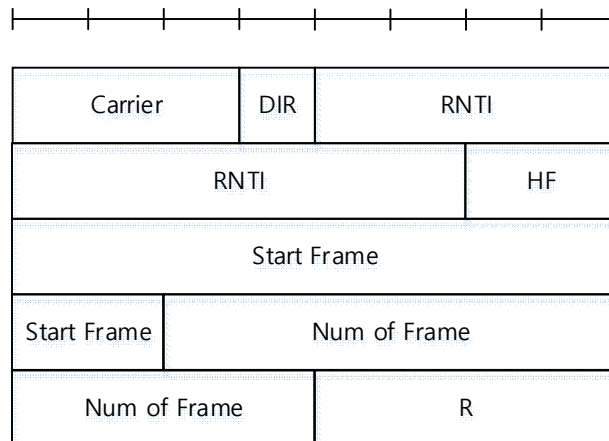 Carrier DIR RNTI
RNTI HF
Start Frame
Start Frame Num of Frame
Num of Frame R